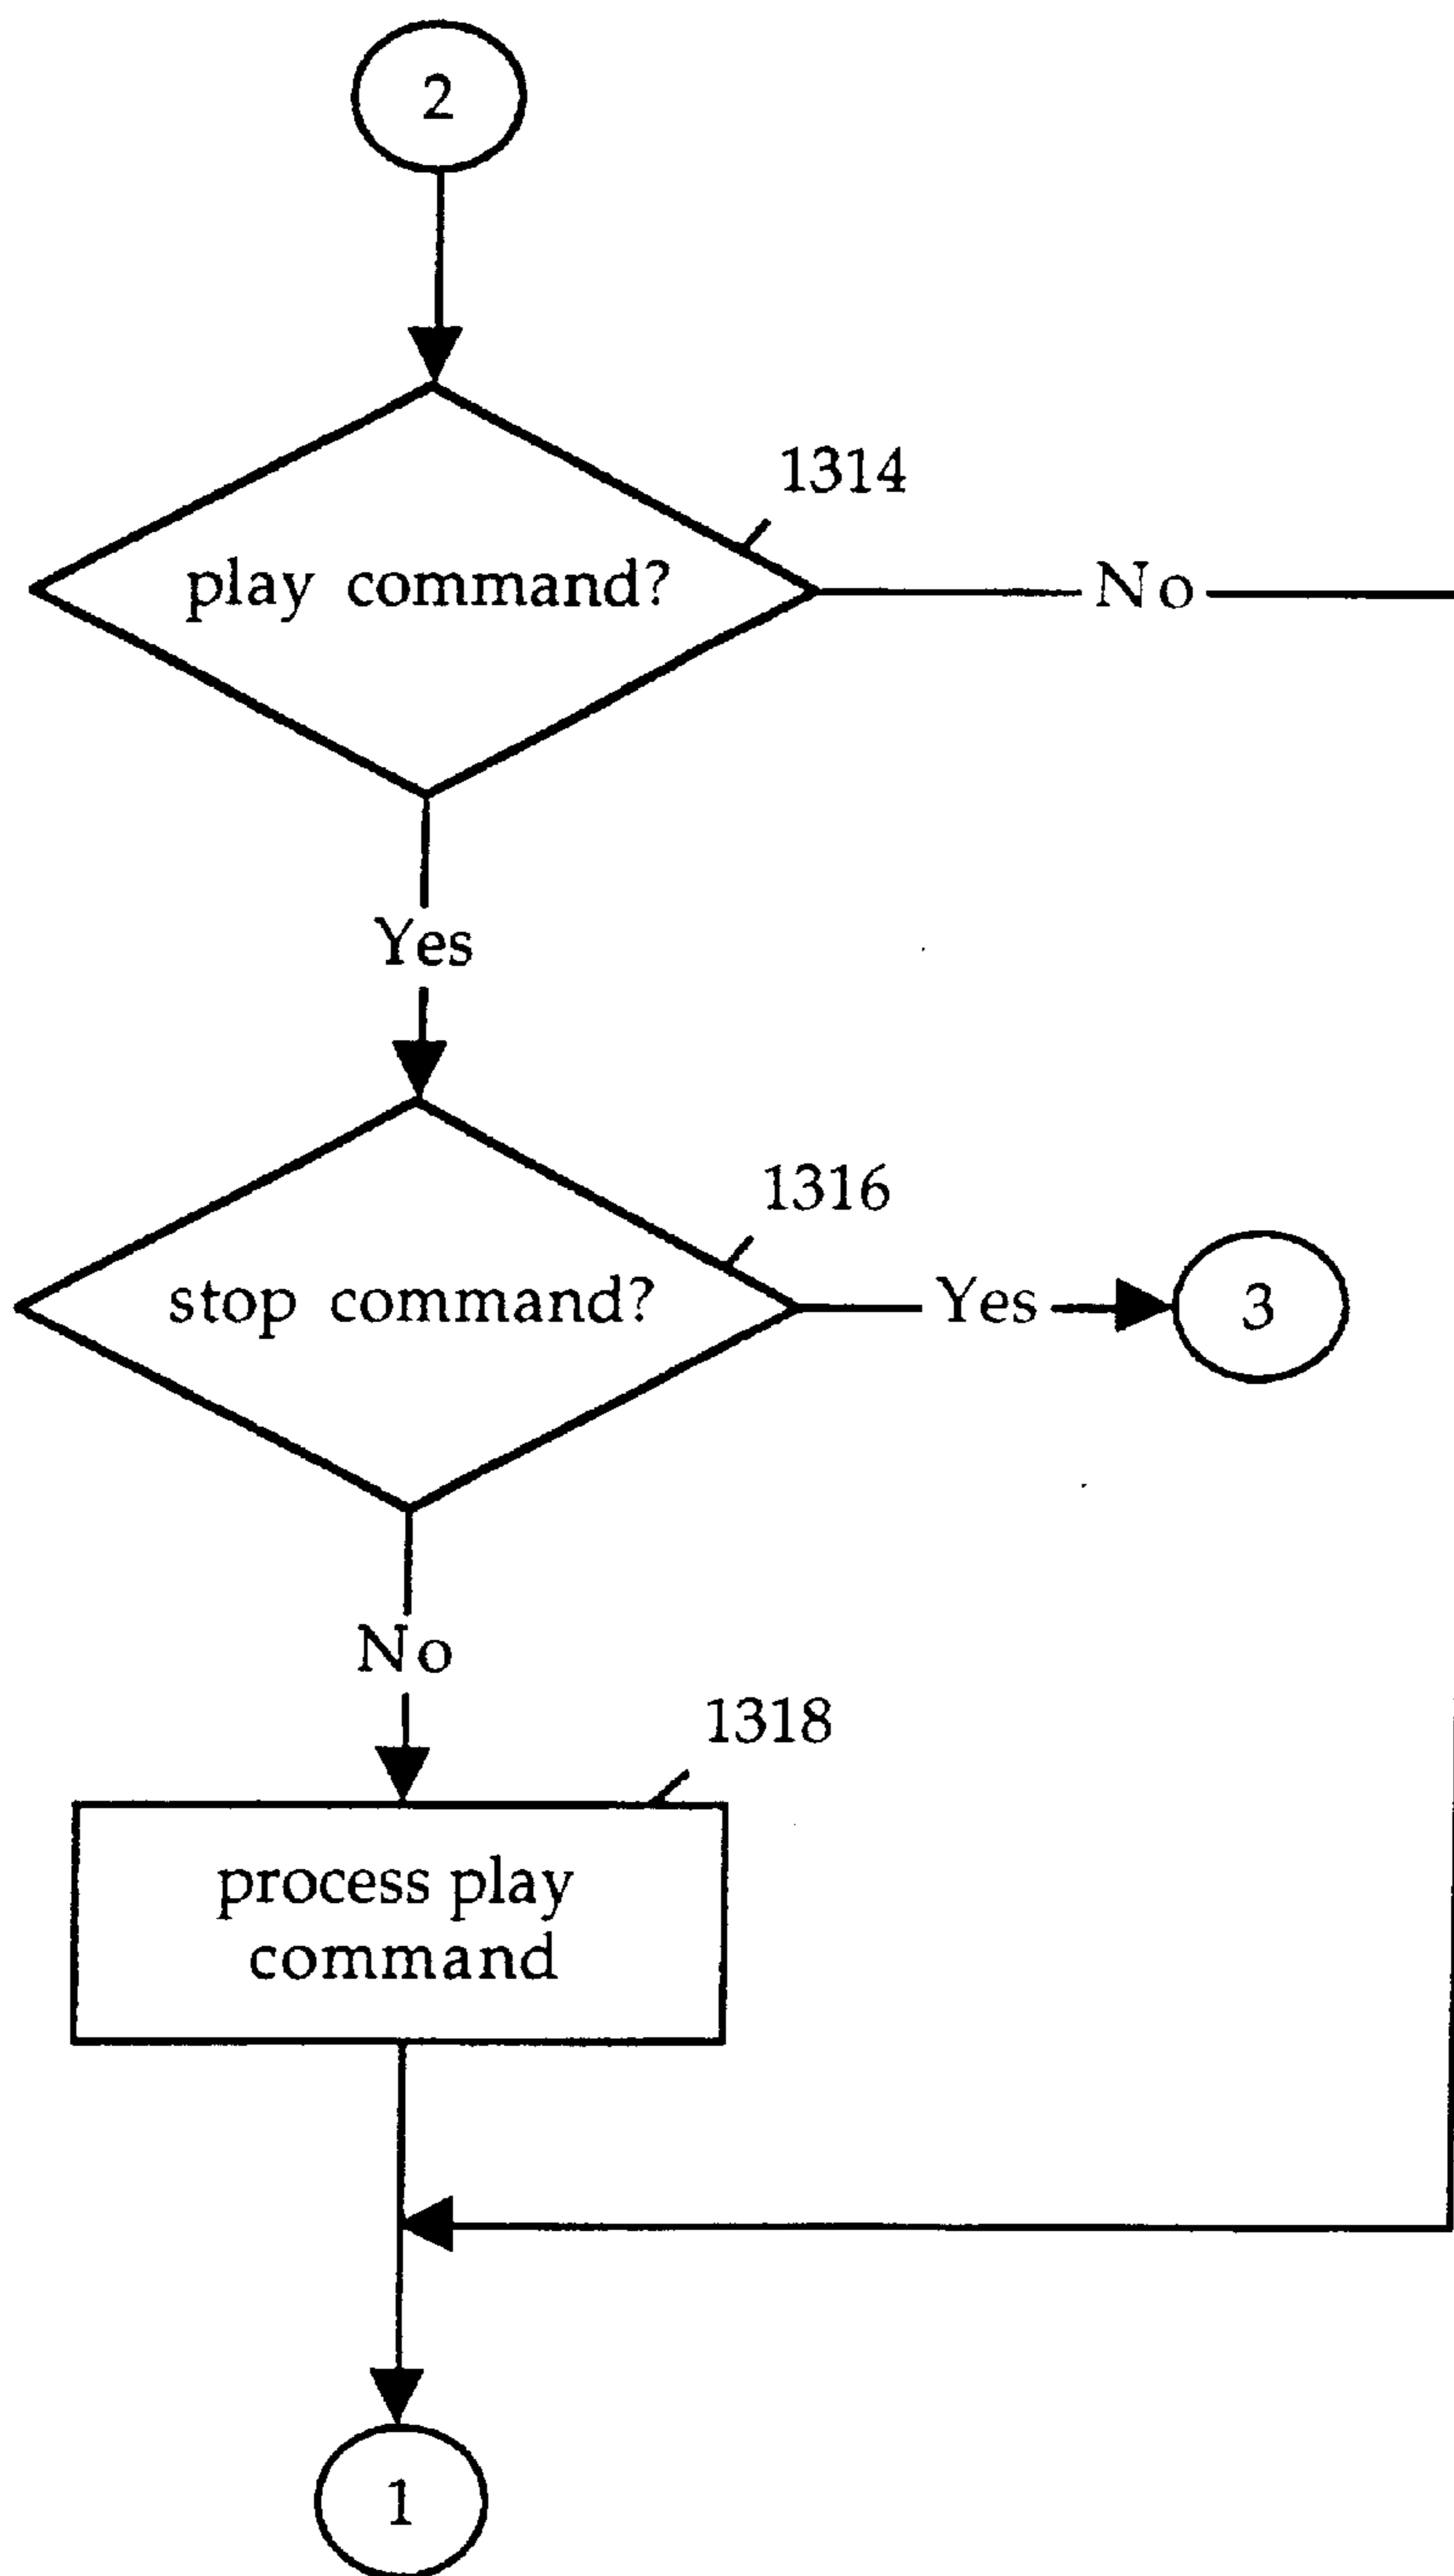 2
1314
play command?
No
Yes
1316
stop command?
Yes
3
No
1318
process play
command
1